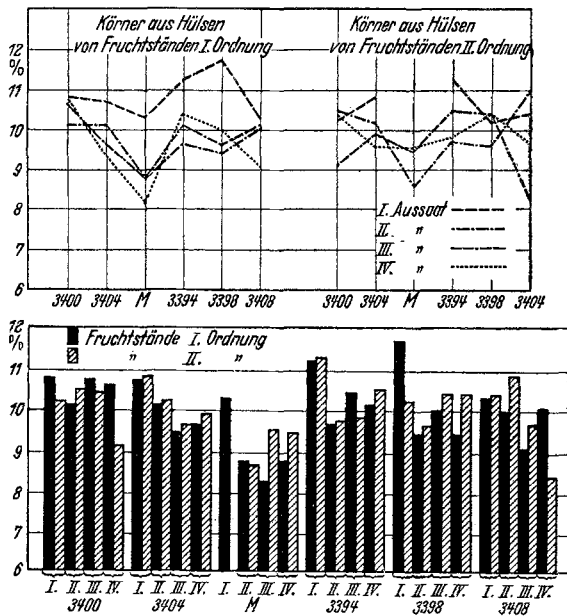 Körner aus Hülsen
von Fruchtständen I. Ordnung
Körner aus Hülsen
von Fruchtständen II. Ordnung
12
%
11
10
9
8
7
6
I. Aussaat
II. "
III. "
IV. "
3400 3404 M 3394 3398 3408
3400 3404 M 3394 3398 3404
12
%
11
10
9
8
7
6
Fruchtstände I. Ordnung
" II. "
I. II. III. IV. I. II. III. IV. I. II. III. IV. I. II. III. IV. I. II. III. IV. I. II. III. IV.
3400 3404 M 3394 3398 3408